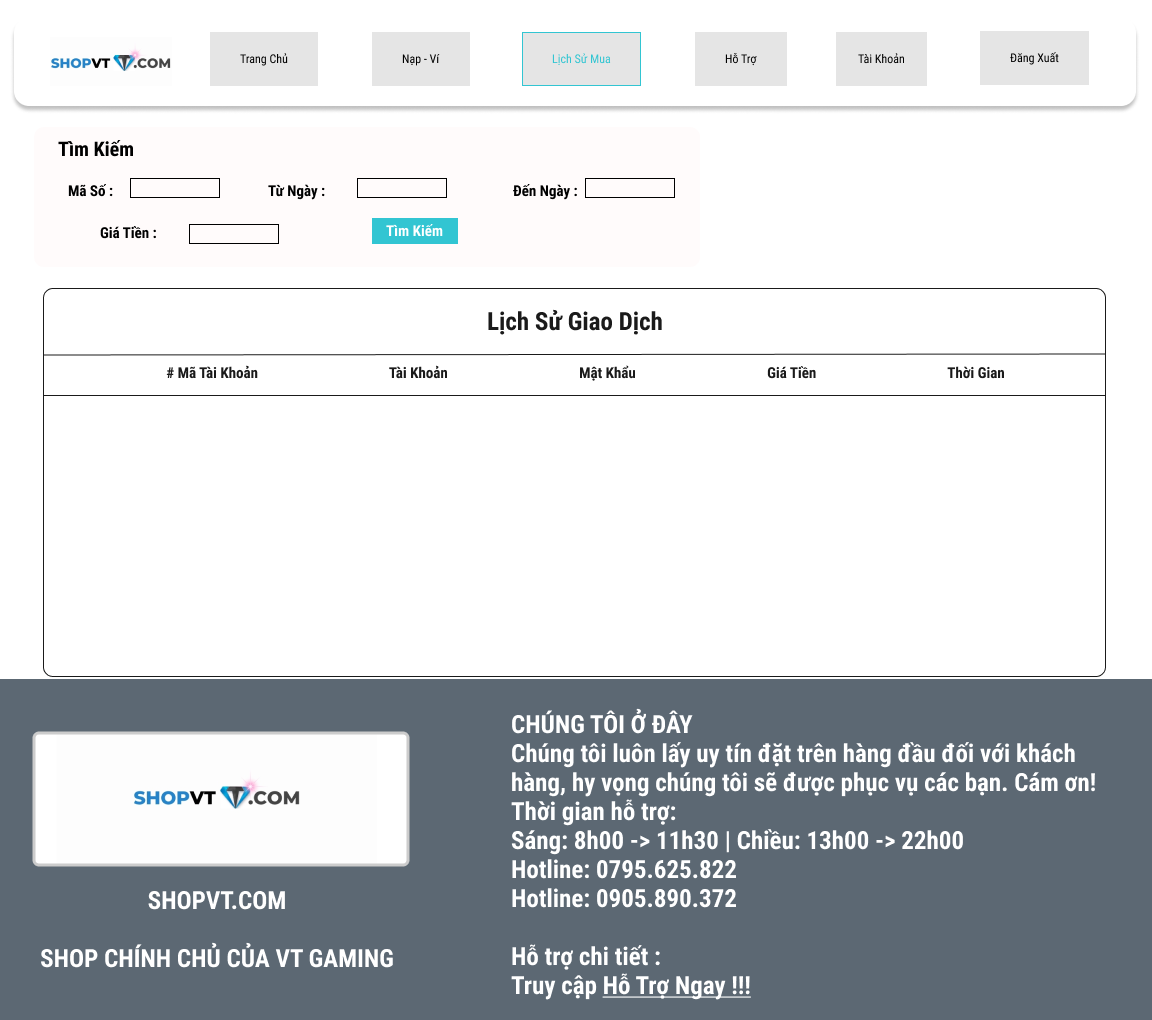 SHOPVT .COM
Trang Chủ
Nạp - Ví
Lịch Sử Mua
Hỗ Trợ
Tài Khoản
Đăng Xuất
Tìm Kiếm
Mã Số :
Từ Ngày :
Đến Ngày :
Giá Tiền :
Tìm Kiếm
Lịch Sử Giao Dịch
# Mã Tài Khoản
Tài Khoản
Mật Khẩu
Giá Tiền
Thời Gian
SHOPVT .COM
SHOPVT.COM
SHOP CHÍNH CHỦ CỦA VT GAMING
CHÚNG TÔI Ở ĐÂY
Chúng tôi luôn lấy uy tín đặt trên hàng đầu đối với khách
hàng, hy vọng chúng tôi sẽ được phục vụ các bạn. Cám ơn!
Thời gian hỗ trợ:
Sáng: 8h00 -> 11h30 | Chiều: 13h00 -> 22h00
Hotline: 0795.625.822
Hotline: 0905.890.372
Hỗ trợ chi tiết :
Truy cập Hỗ Trợ Ngay !!!